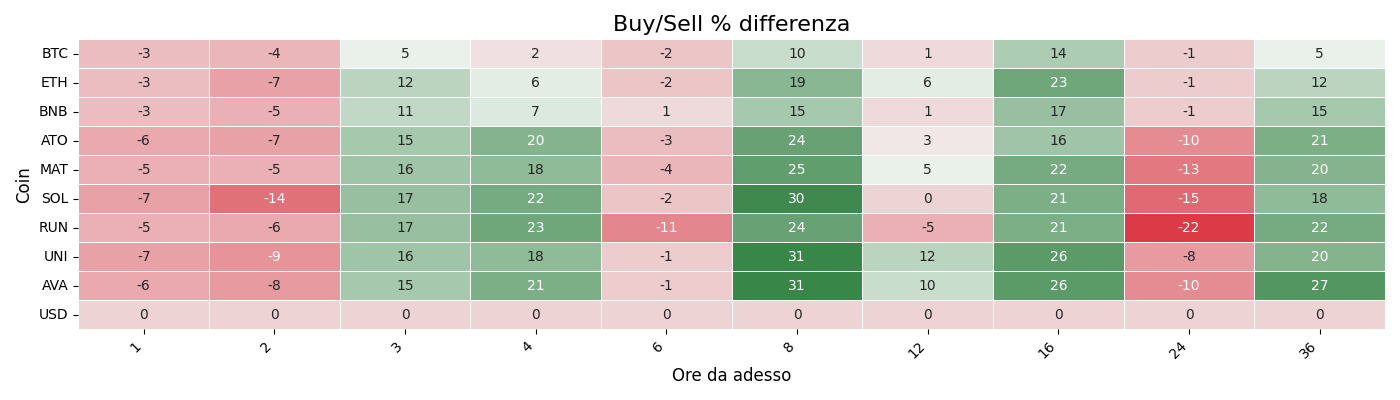 Buy/Sell % differenza
Coin
BTC -3 -4 5 2 -2 10 1 14 -1 5
ETH -3 -7 12 6 -2 19 6 23 -1 12
BNB -3 -5 11 7 1 15 1 17 -1 15
ATO -6 -7 15 20 -3 24 3 16 -10 21
MAT -5 -5 16 18 -4 25 5 22 -13 20
SOL -7 -14 17 22 -2 30 0 21 -15 18
RUN -5 -6 17 23 -11 24 -5 21 -22 22
UNI -7 -9 16 18 -1 31 12 26 -8 20
AVA -6 -8 15 21 -1 31 10 26 -10 27
USD 0 0 0 0 0 0 0 0 0 0
1 2 3 4 6 8 12 16 24 36
Ore da adesso